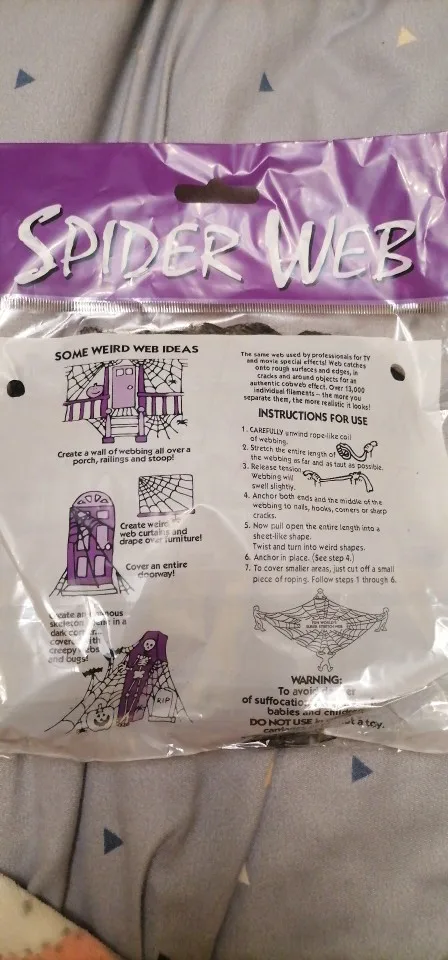 SPIDER WEB
SOME WEIRD WEB IDEAS
Create a wall of webbing all over a
porch, railings and stoop!
Create weird
web curtains and
drape over furniture!
Cover an entire
doorway!
skeleton in a
dark
creepy webs
and bugs!
RIP
The same web used by professionals for TV
and movie special effects! Web catches
onto rough surfaces and edges, in
cracks and around objects for an
authentic cobweb effect. Over 13,000
individual filaments – the more you
separate them, the more realistic it looks!
INSTRUCTIONS FOR USE
1. CAREFULLY unwind rope-like coil
of webbing.
2. Stretch the entire length of
the webbing as far and as taut as possible.
3. Release tension.
Webbing will
swell slightly.
4. Anchor both ends and the middle of the
webbing to nails, hooks, corners or sharp
cracks.
5. Now pull open the entire length into a
sheet-like shape.
Twist and turn into weird shapes.
6. Anchor in place. (See step 4.)
7. To cover smaller areas, just cut off a small
piece of roping. Follow steps 1 through 6.
WARNING:
To avoid
of suffocation
babies and children
DO NOT USE a toy.